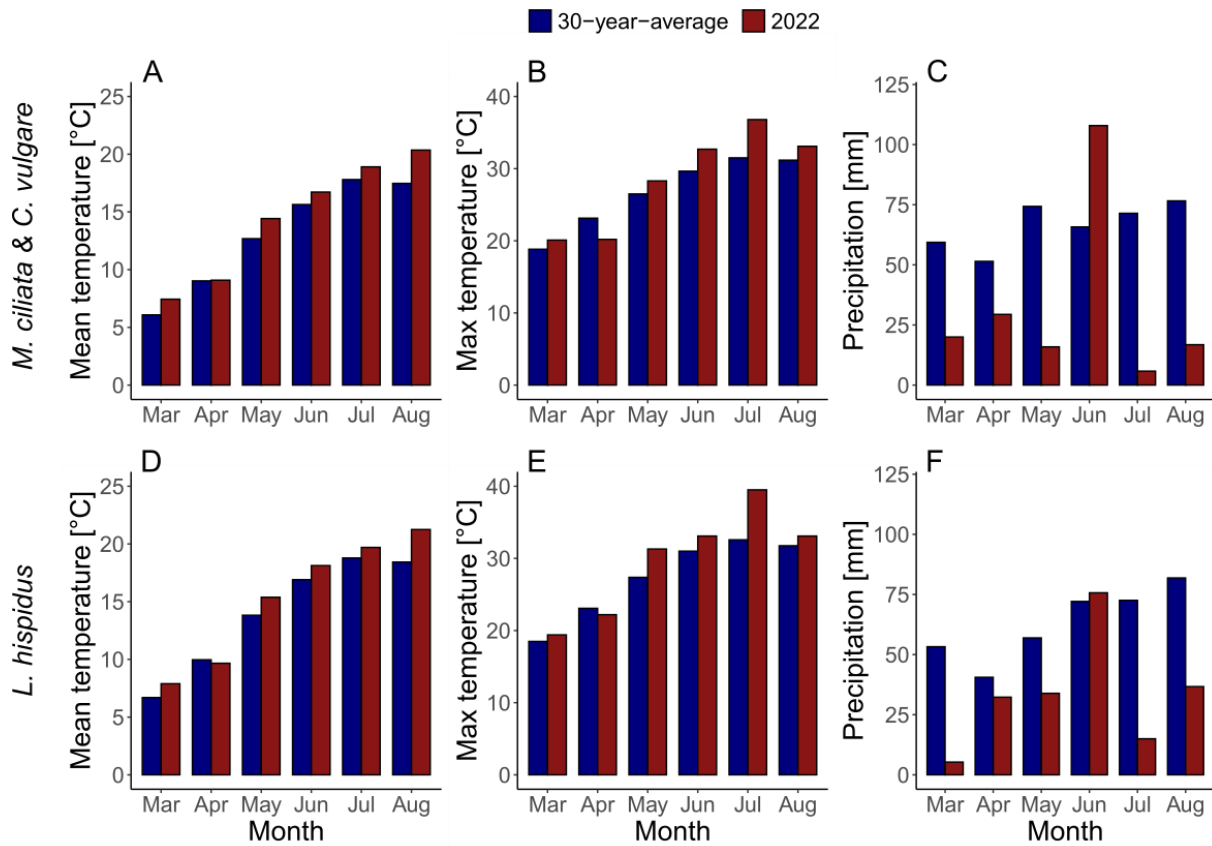 30−year−average 2022
M. ciliata & C. vulgare
A
Mean temperature [°C]
25
20
15
10
5
0
Mar Apr May Jun Jul Aug
B
Max temperature [°C]
40
30
20
10
0
Mar Apr May Jun Jul Aug
C
Precipitation [mm]
125
100
75
50
25
0
Mar Apr May Jun Jul Aug
L. hispidus
D
Mean temperature [°C]
25
20
15
10
5
0
Mar Apr May Jun Jul Aug
Month
E
Max temperature [°C]
40
30
20
10
0
Mar Apr May Jun Jul Aug
Month
F
Precipitation [mm]
125
100
75
50
25
0
Mar Apr May Jun Jul Aug
Month